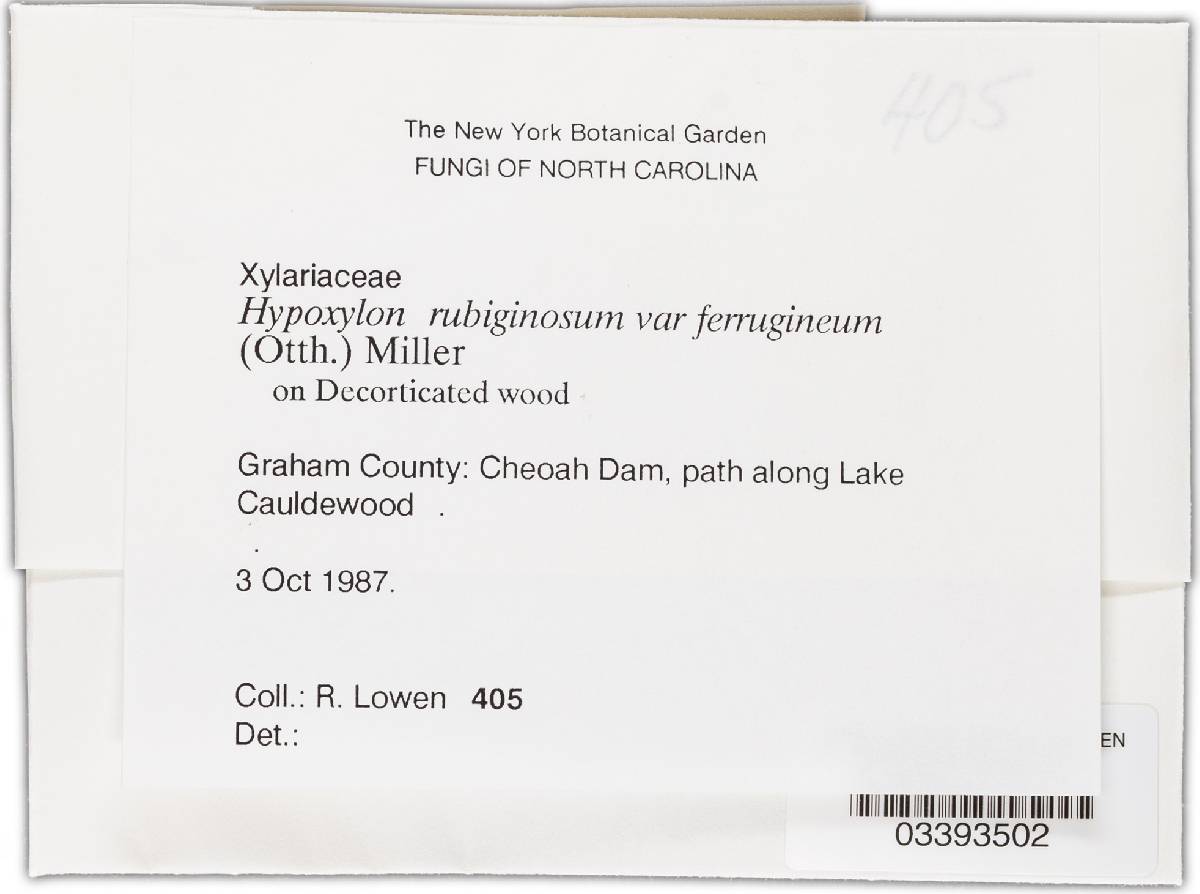 405
The New York Botanical Garden
FUNGI OF NORTH CAROLINA
Xylariaceae
Hypoxylon rubiginosum var ferrugineum
(Otth.) Miller
on Decorticated wood
Graham County: Cheoah Dam, path along Lake
Cauldewood .
.
3 Oct 1987.
Coll.: R. Lowen 405
Det.:
EN
03393502